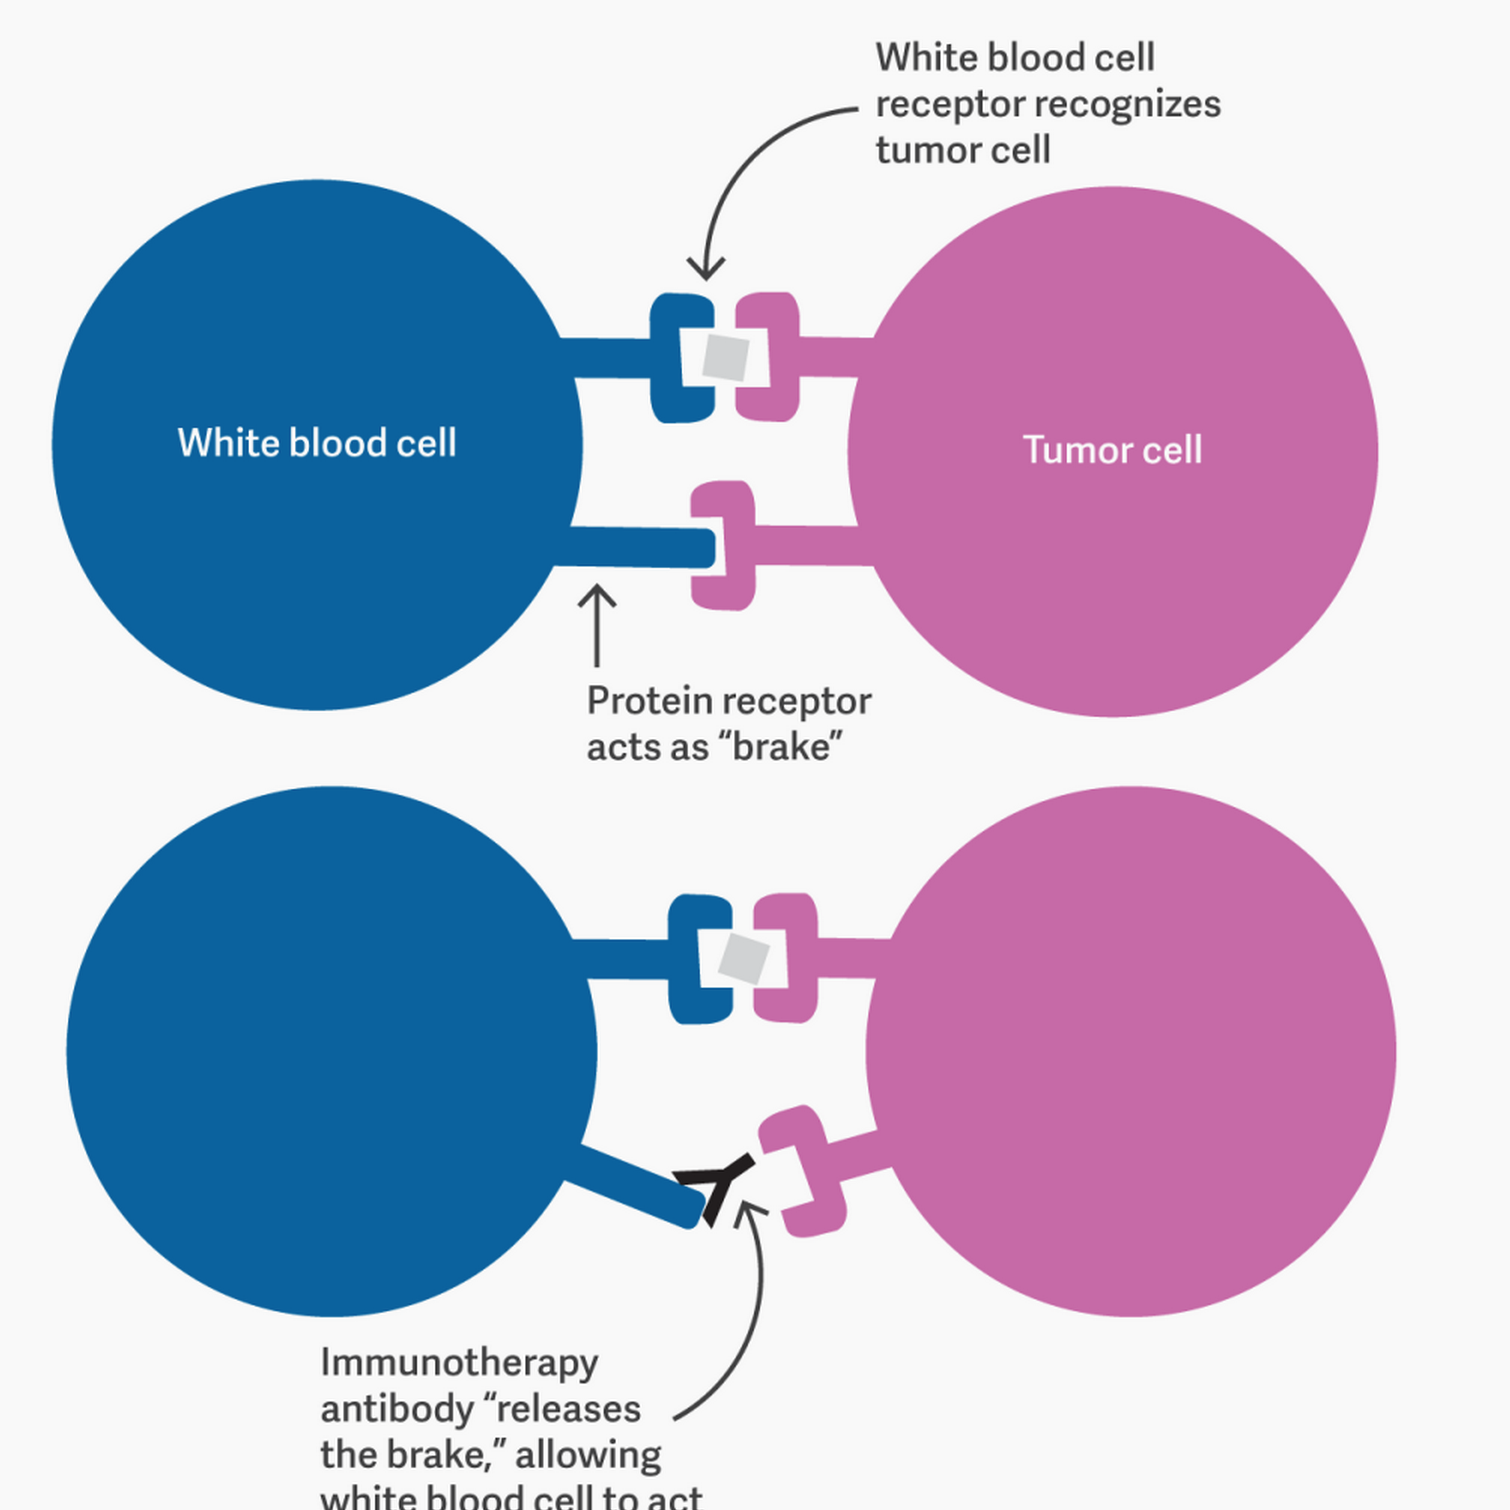 White blood cell
receptor recognizes
tumor cell
White blood cell
Tumor cell
Protein receptor
acts as “brake”
Immunotherapy
antibody “releases
the brake,” allowing
white blood cell to act